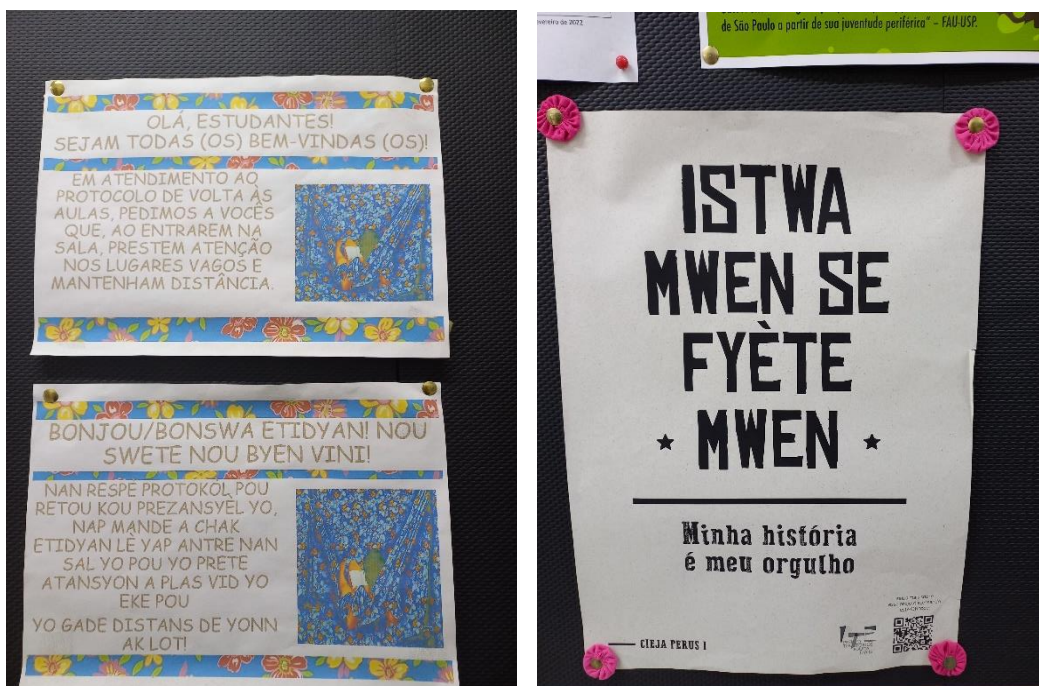 OLÁ, ESTUDANTES!
SEJAM TODAS (OS) BEM-VINDAS (OS)!
EM ATENDIMENTO AO
PROTOCOLO DE VOLTA ÀS
AULAS, PEDIMOS A VOCÊS
QUE, AO ENTRAREM NA
SALA, PRESTEM ATENÇÃO
NOS LUGARES VAGOS E
MANTENHAM DISTÂNCIA.
BONJOU/BONSWA ETIDYAN! NOU
SWETE NOU BYEN VINI!
NAN RESPÈ PROTOKÒL POU
RETOU KOU PREZANSYÈL YO,
NAP MANDE A CHAK
ETIDYAN LÈ YAP ANTRE NAN
SAL YO POU YO PRETE
ATANSYON A PLAS VID YO
EKE POU
YO GADE DISTANS DE YONN
AK LOT!
fevereiro de 2022
de São Paulo a partir de sua juventude periférica" – FAU-USP.
ISTWA
MWEN SE
FYÈTE
MWEN
Minha história
é meu orgulho
CIEJA PERUS I